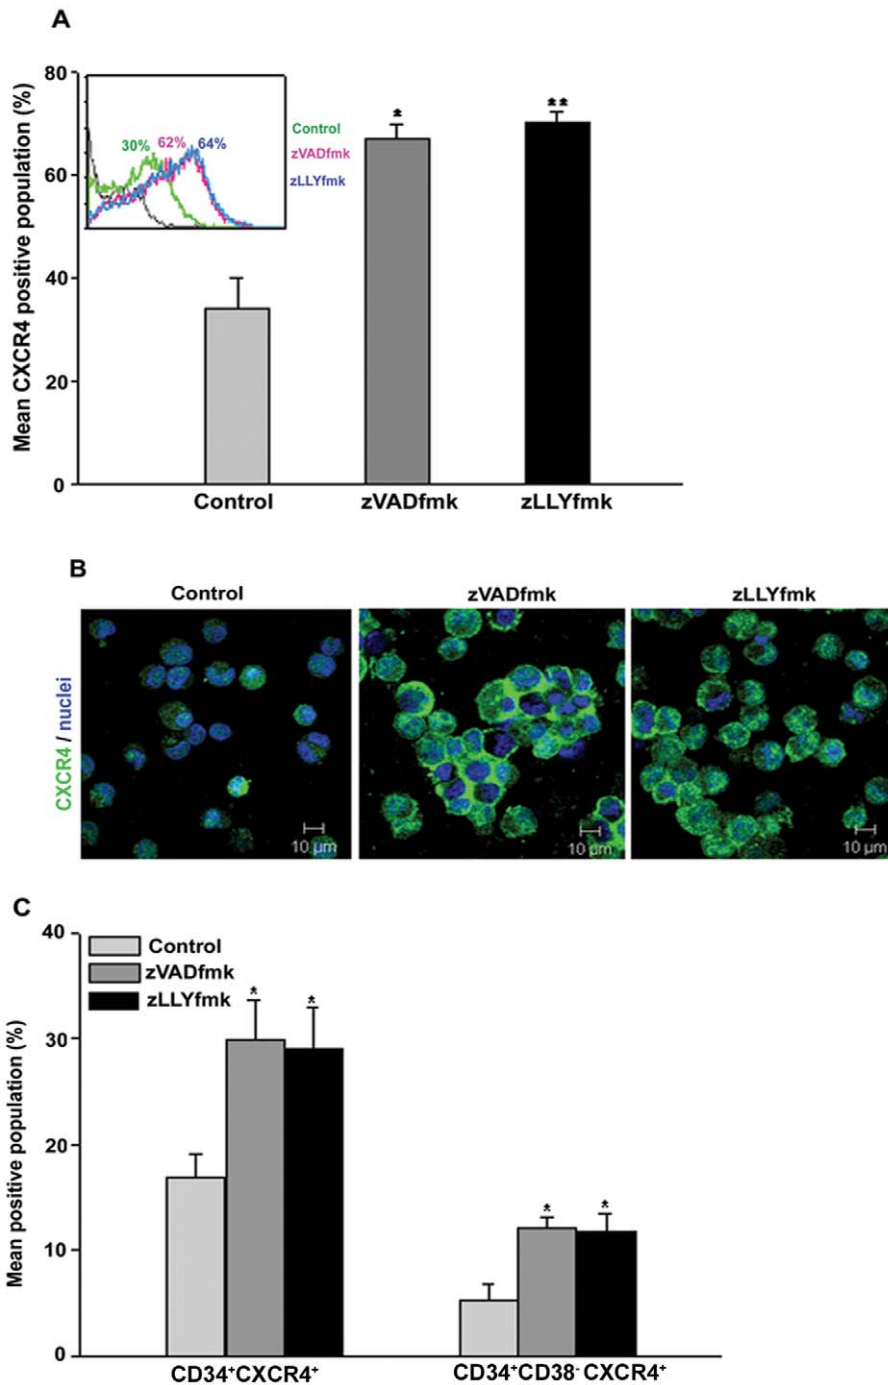 A
Mean CXCR4 positive population (%)
80
60
40
20
0
30% 62% 64%
Control
zVADfmk
zLLYfmk
*
**
Control zVADfmk zLLYfmk
B
Control zVADfmk zLLYfmk
CXCR4 / nuclei
10 µm 10 µm 10 µm
C
Mean positive population (%)
40
30
20
10
0
Control
zVADfmk
zLLYfmk
* *
* *
CD34⁺CXCR4⁺ CD34⁺CD38⁻CXCR4⁺